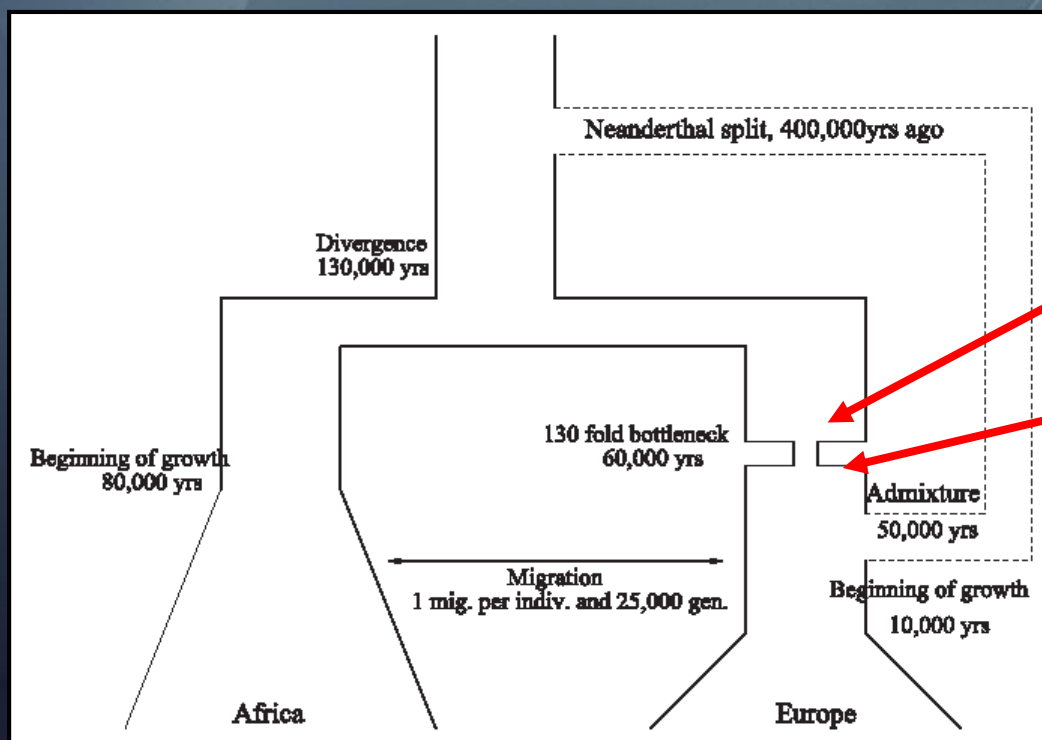 Neanderthal split, 400,000yrs ago
Divergence
130,000 yrs
130 fold bottleneck
60,000 yrs
Beginning of growth
80,000 yrs
Admixture
50,000 yrs
Migration
1 mig. per indiv. and 25,000 gen.
Beginning of growth
10,000 yrs
Africa
Europe